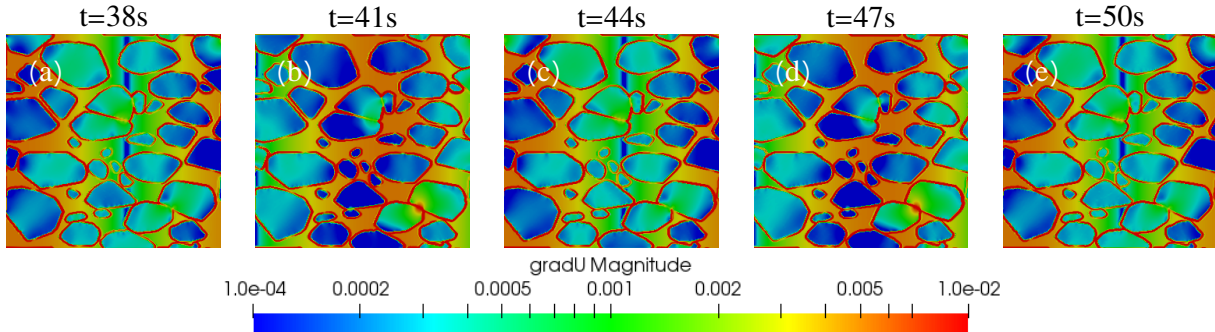 t=38s t=41s t=44s t=47s t=50s
(a) (b) (c) (d) (e)
gradU Magnitude
1.0e-04 0.0002 0.0005 0.001 0.002 0.005 1.0e-02